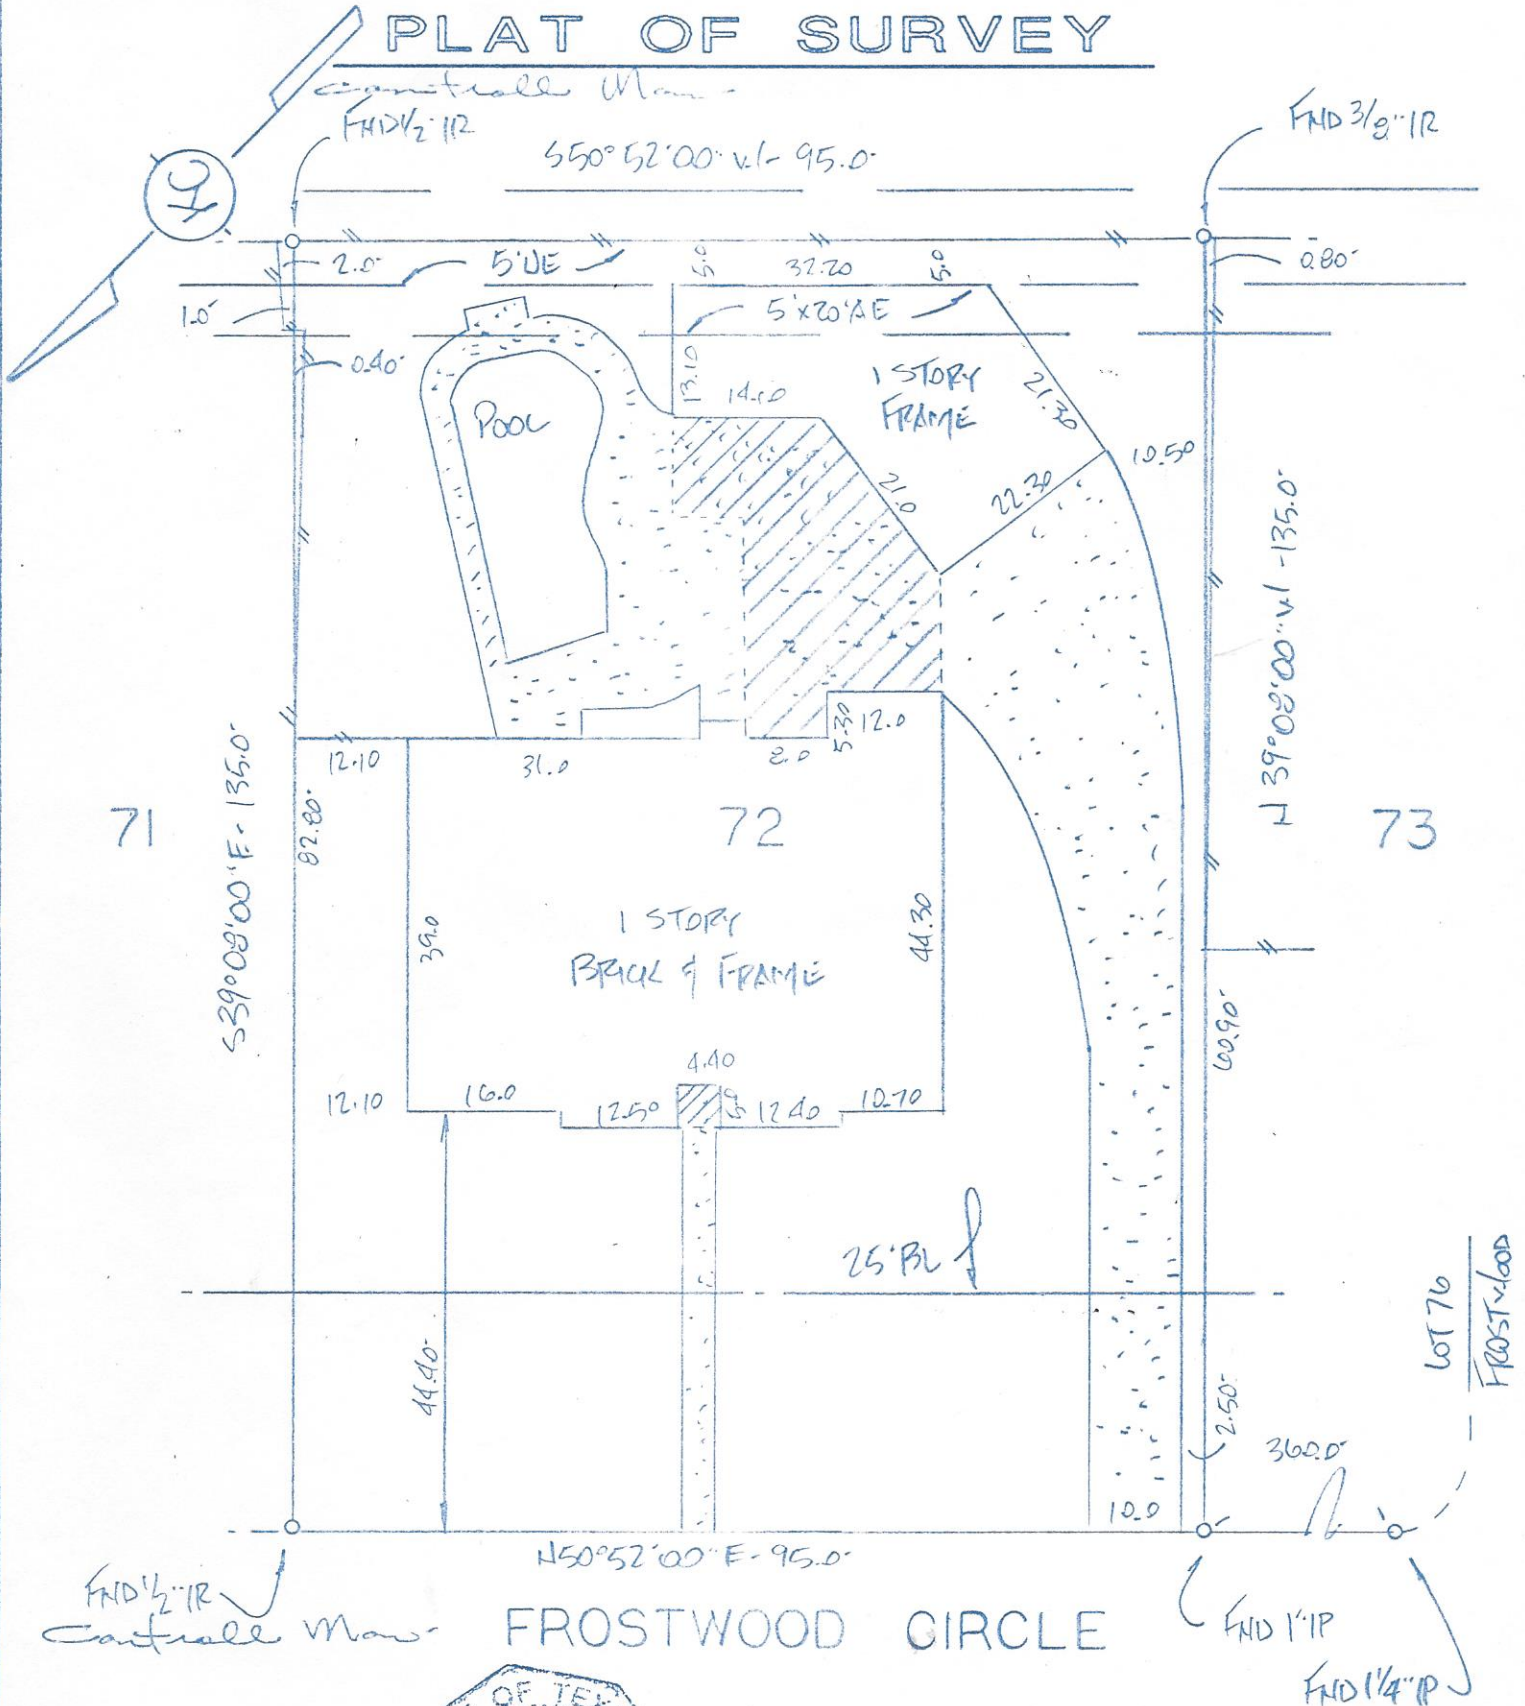 PLAT OF SURVEY
FND 1/2" IR
FND 3/8" IR
S50°52'00" W - 95.0'
2.0'
5'UE
5.0
32.20
5.0
0.80'
1.0'
5'x20'AE
0.40'
13.10
14.10
1 STORY
FRAME
21.30
POOL
10.50
21.0
22.30
N 39°08'00" W - 135.0'
12.10
31.0
8.0
5.30
12.0
71
S39°08'00" E - 135.0'
82.80'
72
73
39.0
1 STORY
BRICK & FRAME
44.30
60.90'
4.40
12.10
16.0
12.50
12.40
10.70
25'BL
LOT 76
FROSTWOOD
44.40'
2.50'
360.0'
10.0
N50°52'00" E - 95.0'
FND 1/2" IR
FROSTWOOD CIRCLE
FND 1" IP
FND 1 1/4" IP
OF TEX